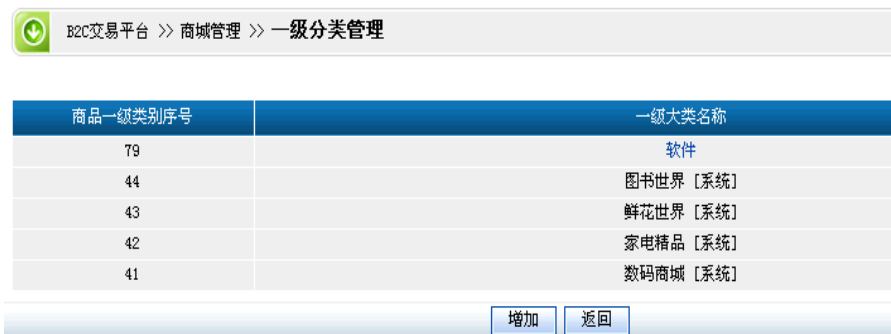 B2C交易平台 >> 商城管理 >> 一级分类管理
商品一级类别序号 一级大类名称
79 软件
44 图书世界 [系统]
43 鲜花世界 [系统]
42 家电精品 [系统]
41 数码商城 [系统]
增加 返回